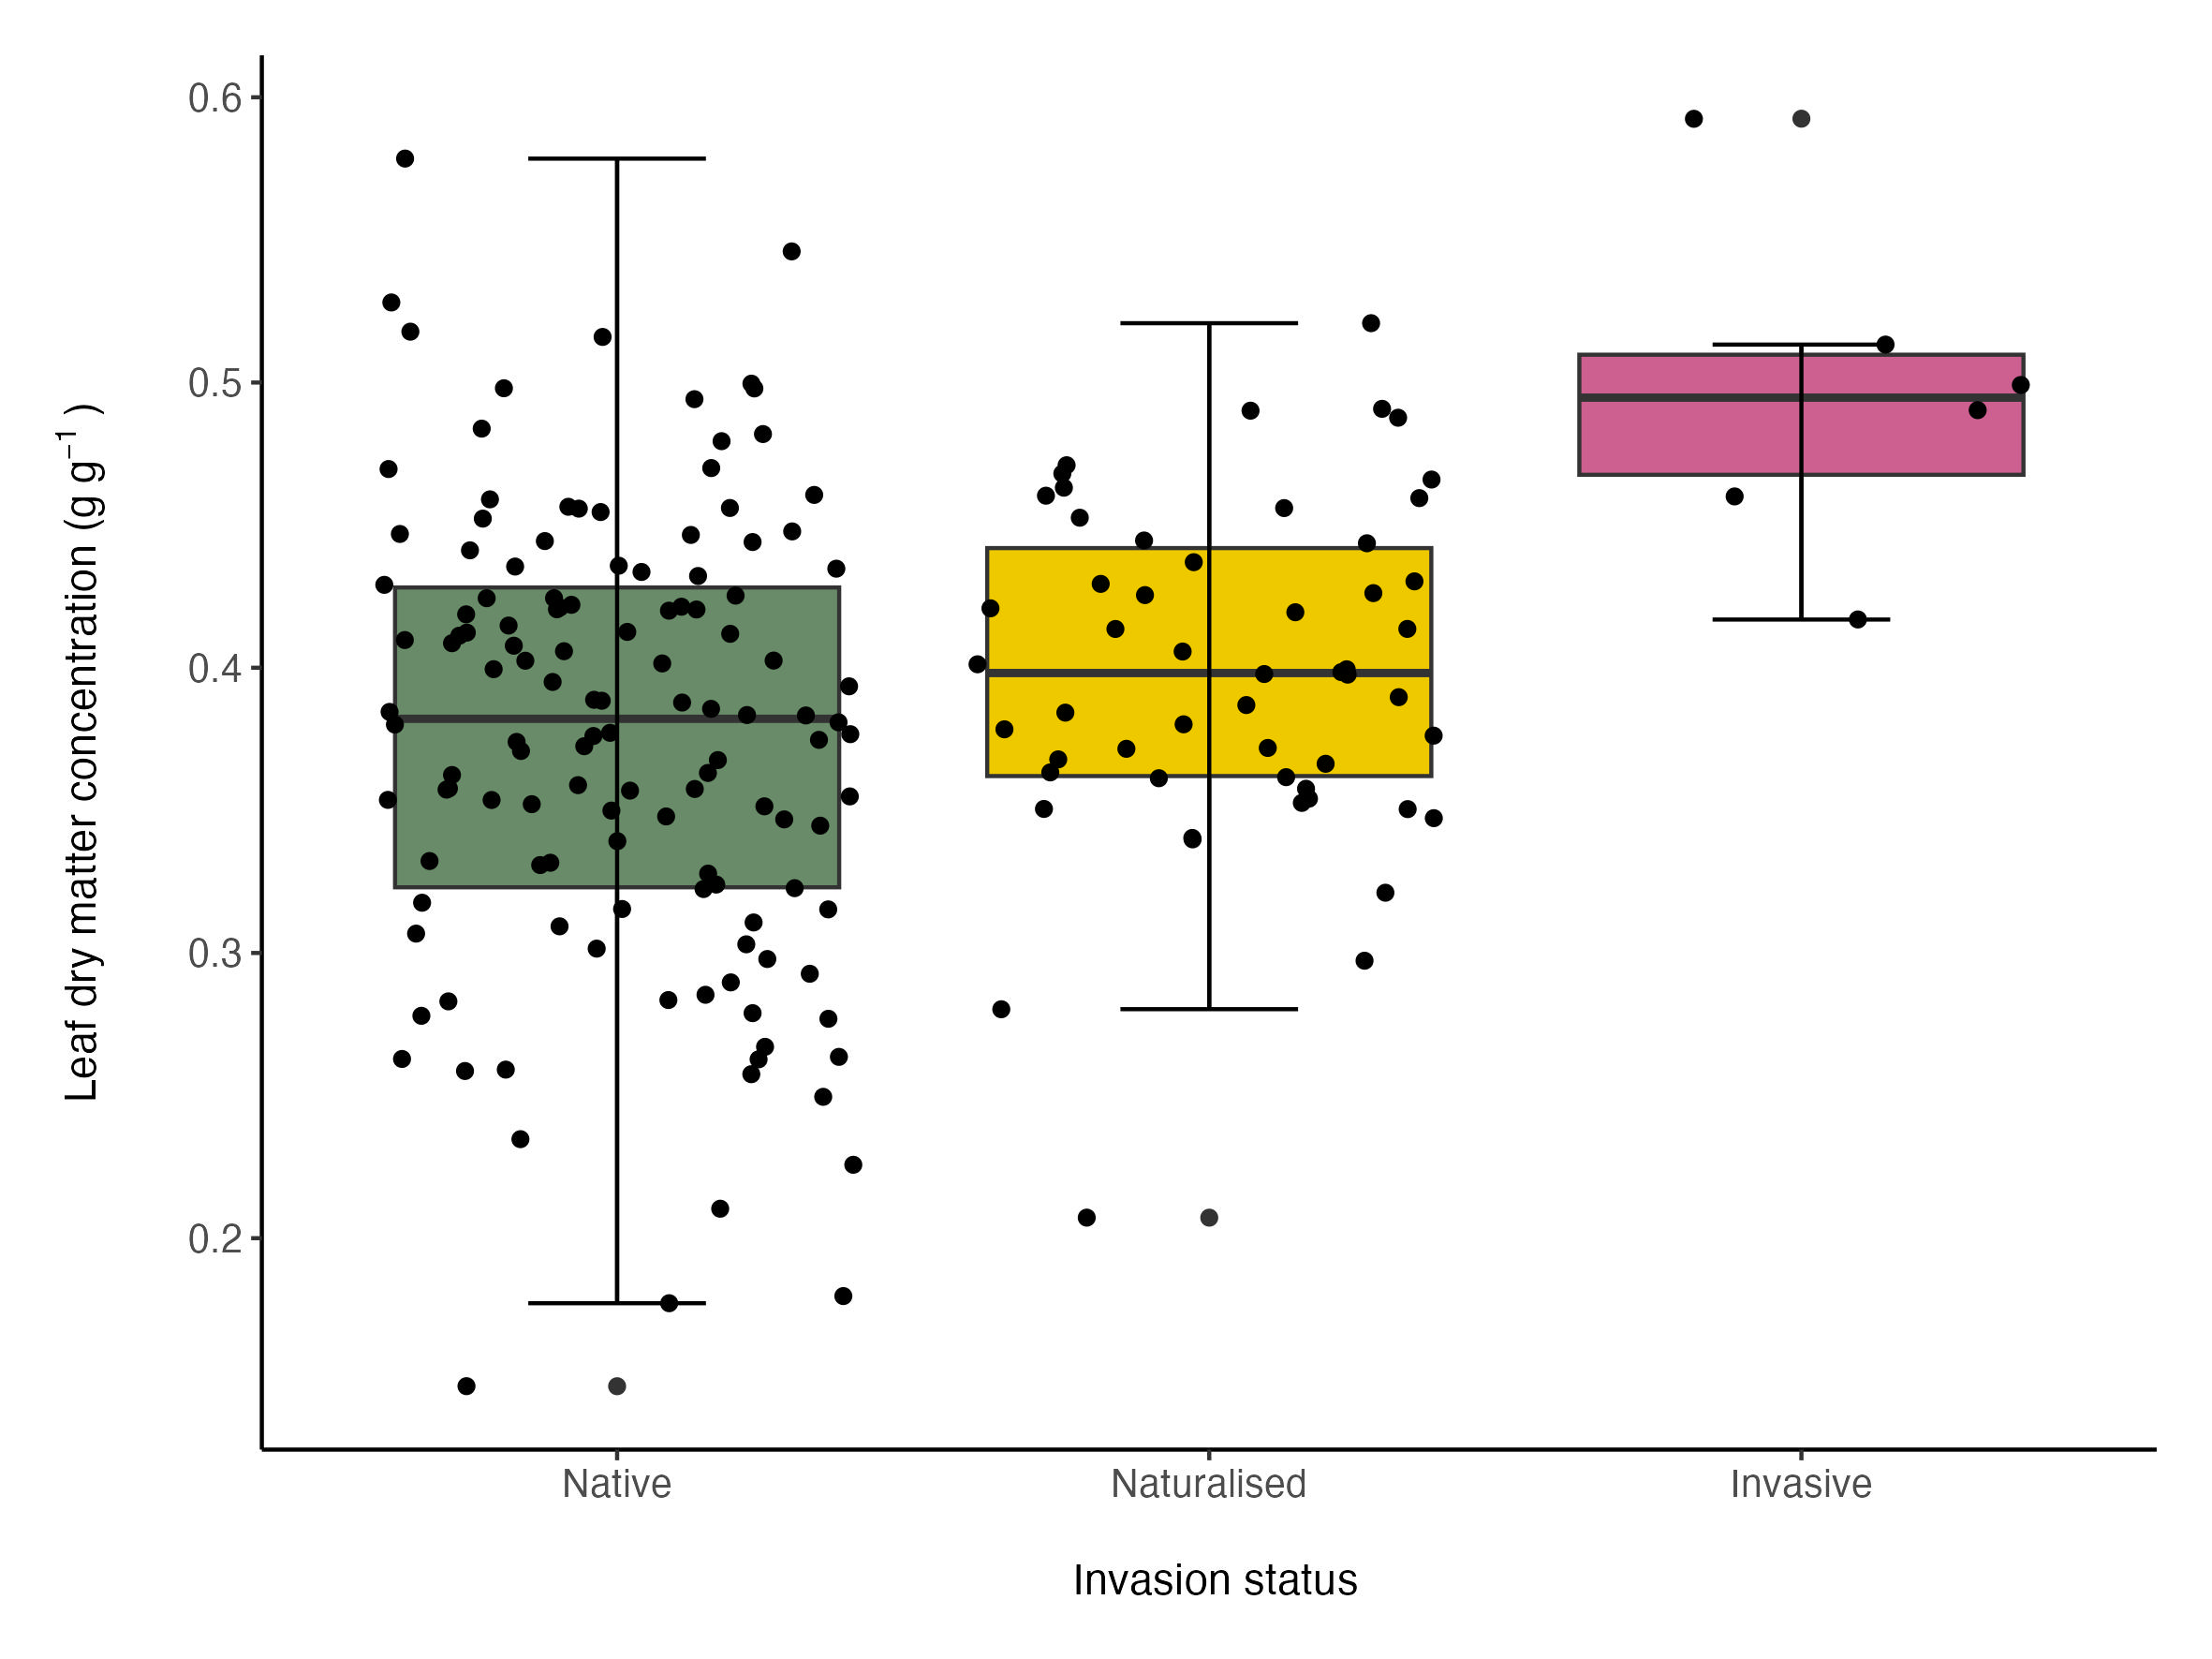 Leaf dry matter concentration (g g⁻¹ )
0.6
0.5
0.4
0.3
0.2
Native Naturalised Invasive
Invasion status